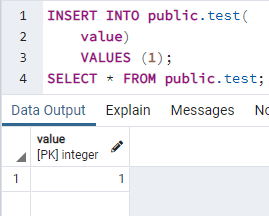 1 INSERT INTO public.test(
2 value)
3 VALUES (1);
4 SELECT * FROM public.test;
Data Output Explain Messages No
value
[PK] integer
1 1